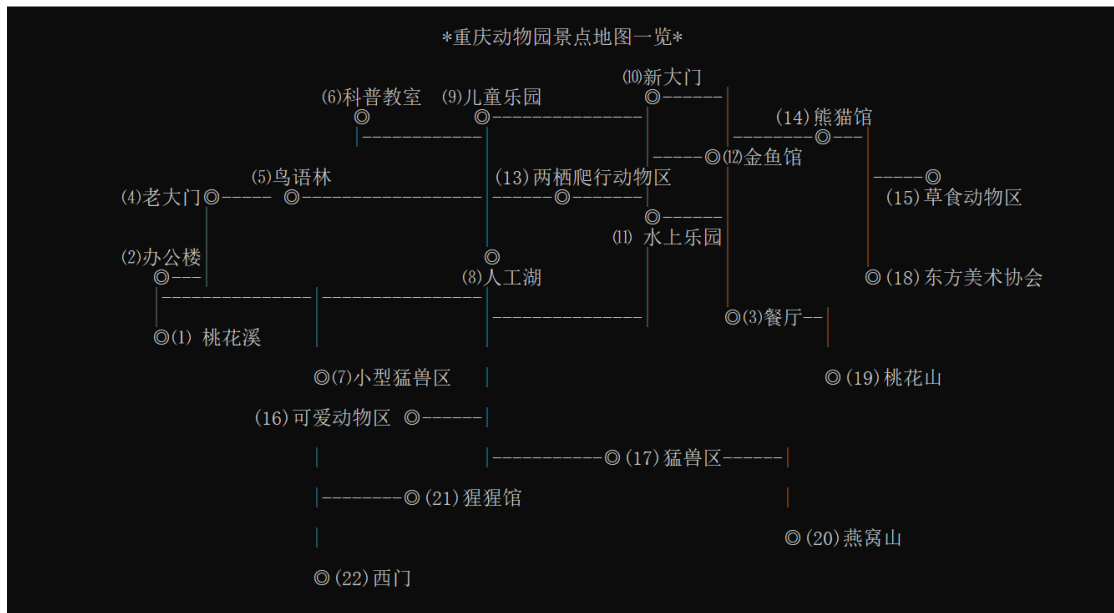 *重庆动物园景点地图一览*
⑽新大门
⑹科普教室 ⑼儿童乐园
(14)熊猫馆
⑿金鱼馆
⑸鸟语林 (13)两栖爬行动物区
⑷老大门
(15)草食动物区
⑾ 水上乐园
⑵办公楼
⑻人工湖 (18)东方美术协会
⑶餐厅
⑴ 桃花溪
⑺小型猛兽区 (19)桃花山
(16)可爱动物区
(17)猛兽区
(21)猩猩馆
(20)燕窝山
(22)西门